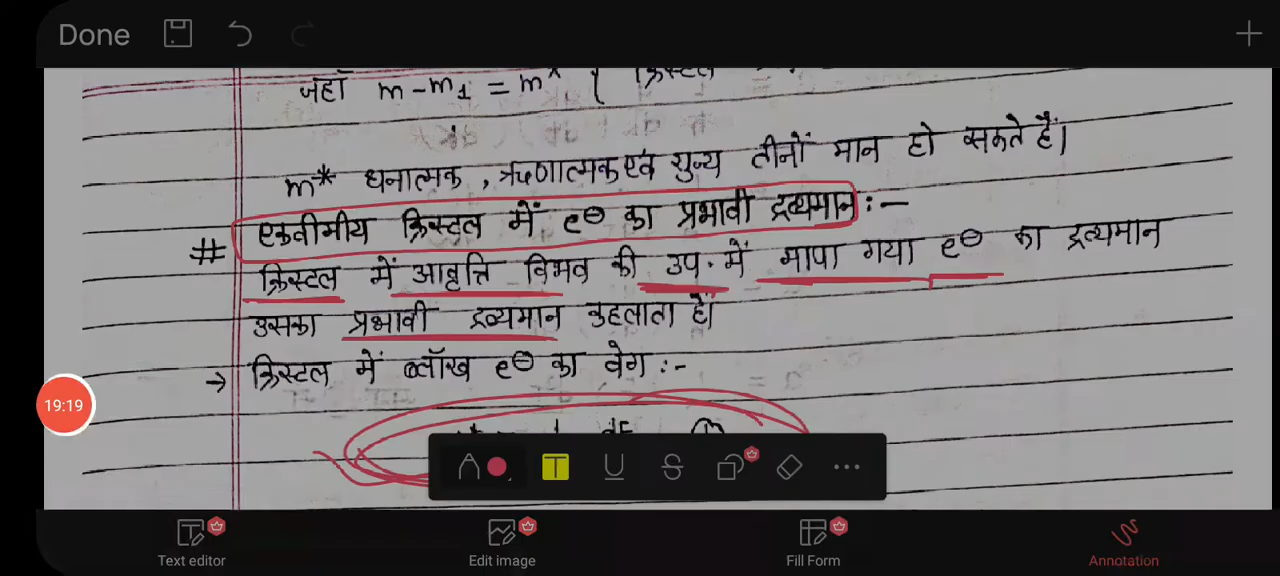 Done
जहाँ m - m₁ = m* { क्रिस्टल
m* धनात्मक, ऋणात्मक एवं शुन्य तीनों मान हो सकते हैं।
# एकवीमीय क्रिस्टल में e⊖ का प्रभावी द्रव्यमान :-
क्रिस्टल में आवृत्ति विभव की उप. में मापा गया e⊖ का द्रव्यमान
उसका प्रभावी द्रव्यमान कहलाता है।
→ क्रिस्टल में ब्लॉख e⊖ का वेग :-
19:19
T
U
S
Text editor
Edit image
Fill Form
Annotation